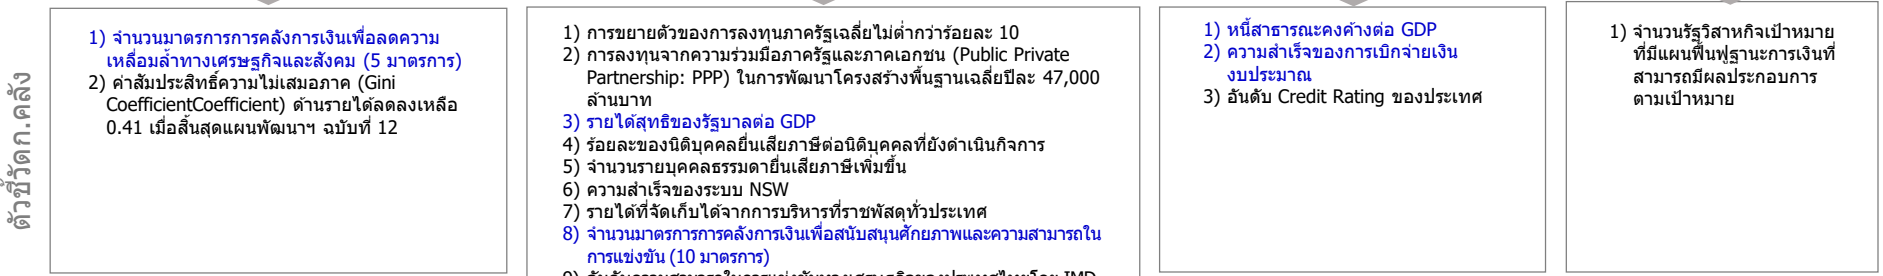 ตัวชี้วัดก.คลัง
1) จำนวนมาตรการการคลังการเงินเพื่อลดความ
เหลื่อมล้ำทางเศรษฐกิจและสังคม (5 มาตรการ)
2) ค่าสัมประสิทธิ์ความไม่เสมอภาค (Gini
CoefficientCoefficient) ด้านรายได้ลดลงเหลือ
0.41 เมื่อสิ้นสุดแผนพัฒนาฯ ฉบับที่ 12
1) การขยายตัวของการลงทุนภาครัฐเฉลี่ยไม่ต่ำกว่าร้อยละ 10
2) การลงทุนจากความร่วมมือภาครัฐและภาคเอกชน (Public Private
Partnership: PPP) ในการพัฒนาโครงสร้างพื้นฐานเฉลี่ยปีละ 47,000
ล้านบาท
3) รายได้สุทธิของรัฐบาลต่อ GDP
4) ร้อยละของนิติบุคคลยื่นเสียภาษีต่อนิติบุคคลที่ยังดำเนินกิจการ
5) จำนวนรายบุคคลธรรมดายื่นเสียภาษีเพิ่มขึ้น
6) ความสำเร็จของระบบ NSW
7) รายได้ที่จัดเก็บได้จากการบริหารที่ราชพัสดุทั่วประเทศ
8) จำนวนมาตรการการคลังการเงินเพื่อสนับสนุนศักยภาพและความสามารถใน
การแข่งขัน (10 มาตรการ)
1) หนี้สาธารณะคงค้างต่อ GDP
2) ความสำเร็จของการเบิกจ่ายเงิน
งบประมาณ
3) อันดับ Credit Rating ของประเทศ
1) จำนวนรัฐวิสาหกิจเป้าหมาย
ที่มีแผนฟื้นฟูฐานะการเงินที่
สามารถมีผลประกอบการ
ตามเป้าหมาย